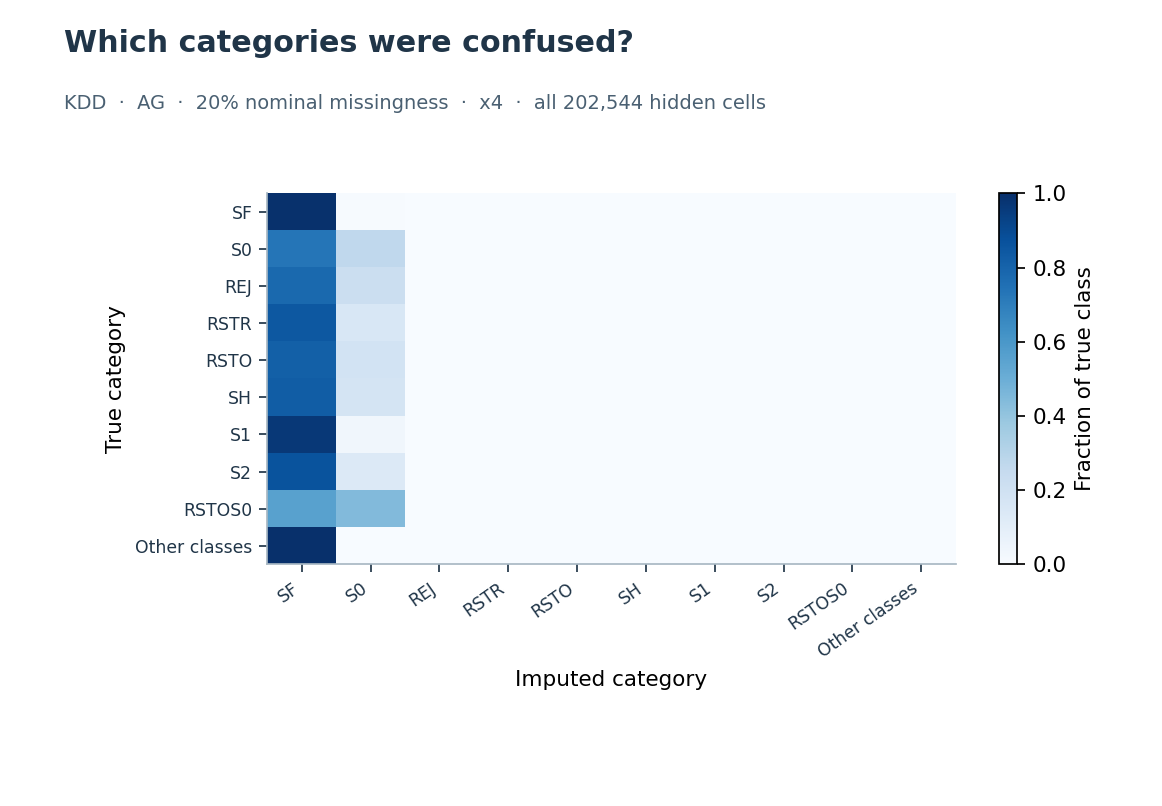 Which categories were confused?
KDD · AG · 20% nominal missingness · x4 · all 202,544 hidden cells
True category
SF
S0
REJ
RSTR
RSTO
SH
S1
S2
RSTOS0
Other classes
SF
S0
REJ
RSTR
RSTO
SH
S1
S2
RSTOS0
Other classes
Imputed category
1.0
0.8
0.6
0.4
0.2
0.0
Fraction of true class